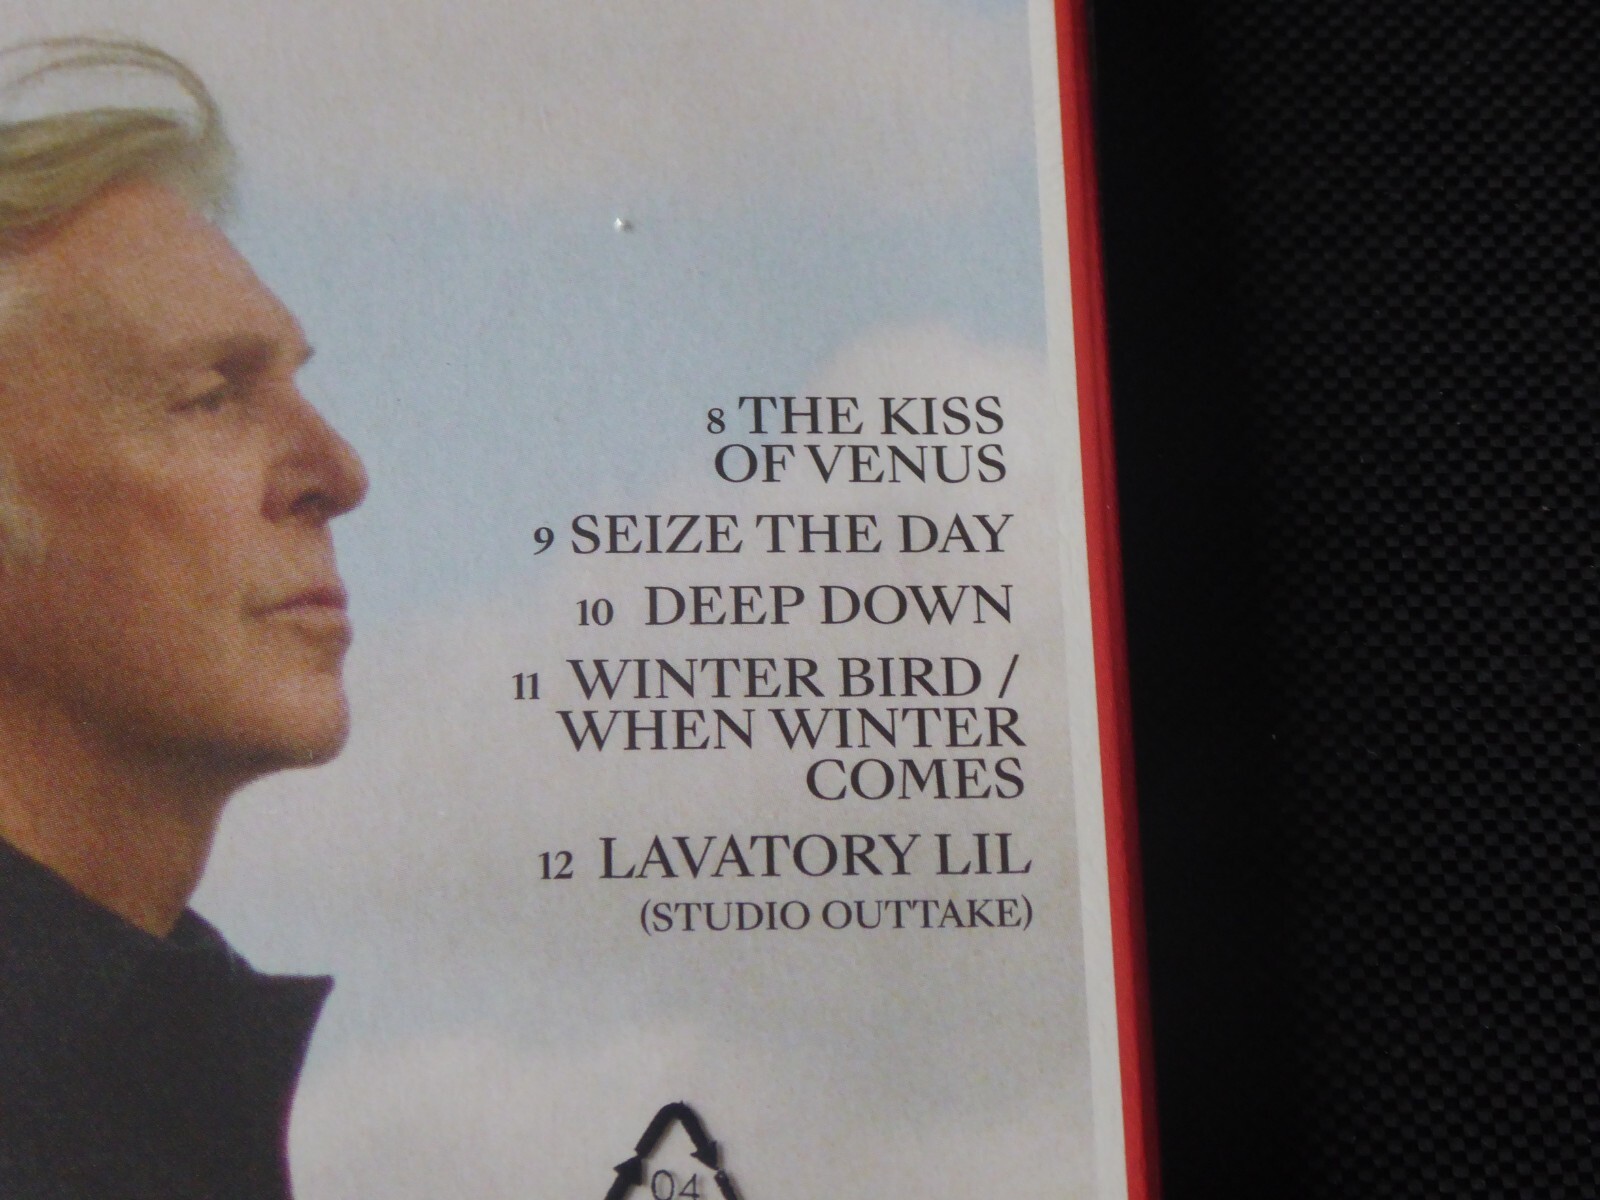 8 THE KISS
OF VENUS
9 SEIZE THE DAY
10 DEEP DOWN
11 WINTER BIRD /
WHEN WINTER
COMES
12 LAVATORY LIL
(STUDIO OUTTAKE)
04